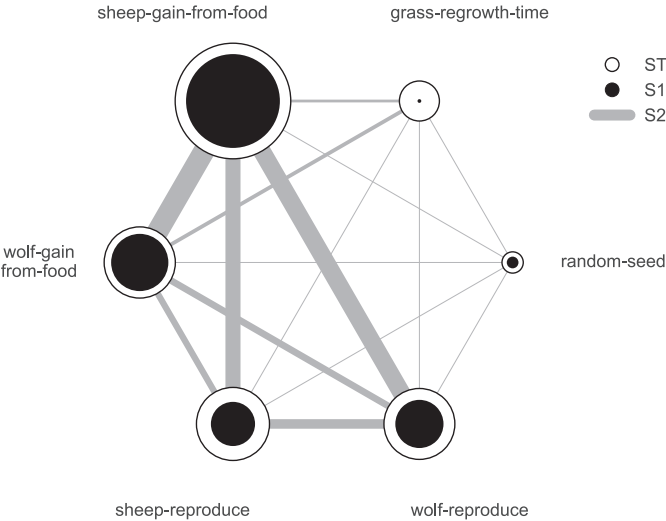 sheep-gain-from-food
grass-regrowth-time
ST
S1
S2
wolf-gain
from-food
random-seed
sheep-reproduce
wolf-reproduce